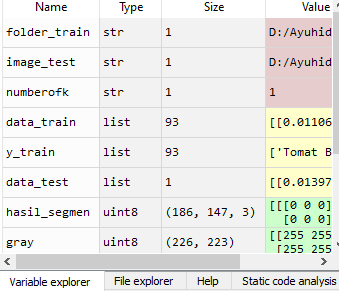 Name Type Size Value
folder_train str 1 D:/Ayuhid
image_test str 1 D:/Ayuhid
numberofk str 1 1
data_train list 93 [[0.01106
y_train list 93 ['Tomat B
data_test list 1 [[0.01397
hasil_segmen uint8 (186, 147, 3) [[[0 0 0]
[0 0 0]
gray uint8 (226, 223) [[255 255
[255 255
Variable explorer File explorer Help Static code analysis